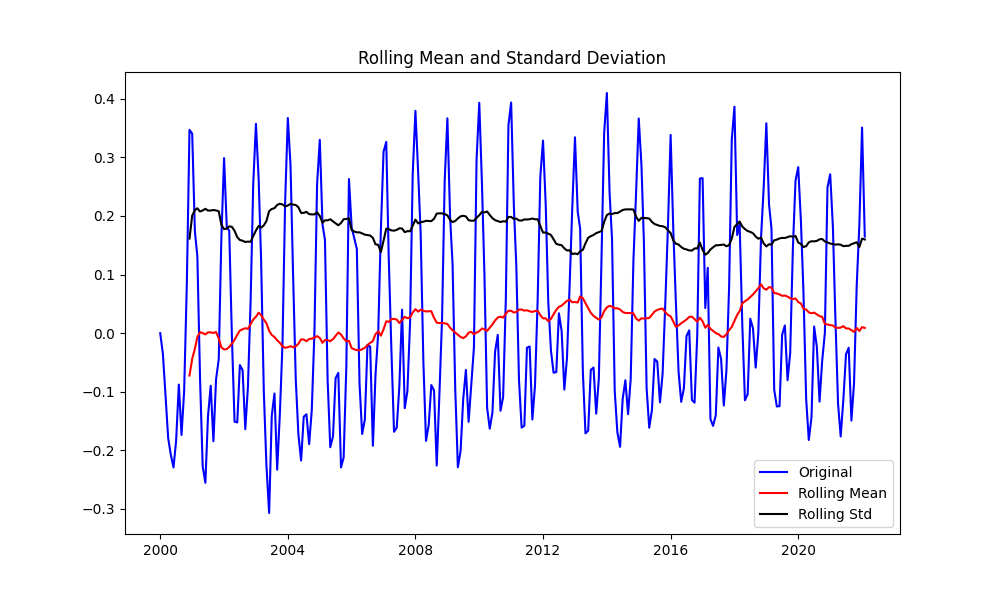 Rolling Mean and Standard Deviation
0.4
0.3
0.2
0.1
0.0
−0.1
−0.2
−0.3
2000 2004 2008 2012 2016 2020
Original
Rolling Mean
Rolling Std